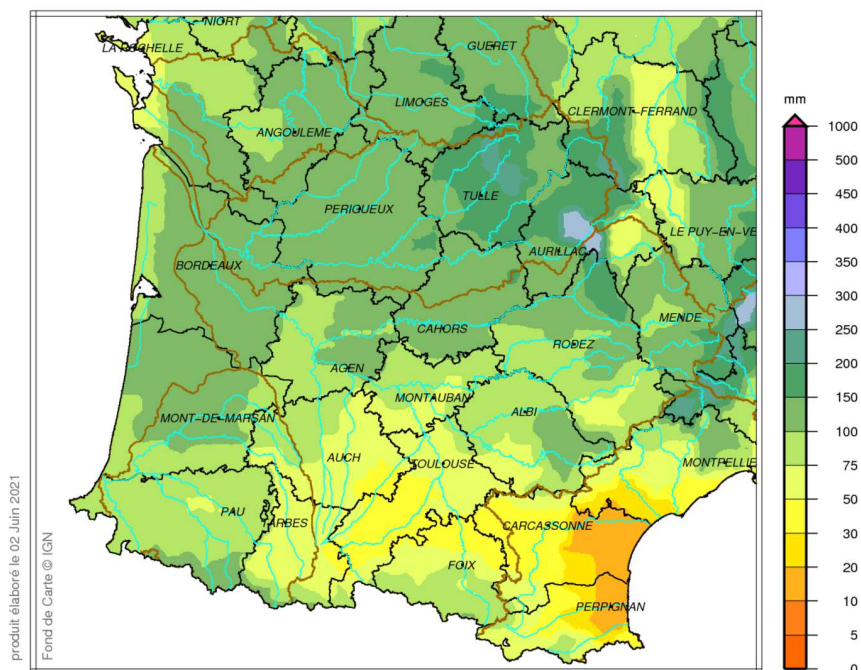 NIORT
LA ROCHELLE
GUERET
LIMOGES
CLERMONT-FERRAND
ANGOULEME
TULLE
PERIGUEUX
LE PUY-EN-VE
AURILLAC
BORDEAUX
MENDE
CAHORS
RODEZ
AGEN
MONTAUBAN
ALBI
MONT-DE-MARSAN
AUCH
TOULOUSE
MONTPELLIE
PAU
TARBES
CARCASSONNE
FOIX
PERPIGNAN
mm
1000
500
450
400
350
300
250
200
150
100
75
50
30
20
10
5
0
produit élaboré le 02 Juin 2021
Fond de Carte © IGN